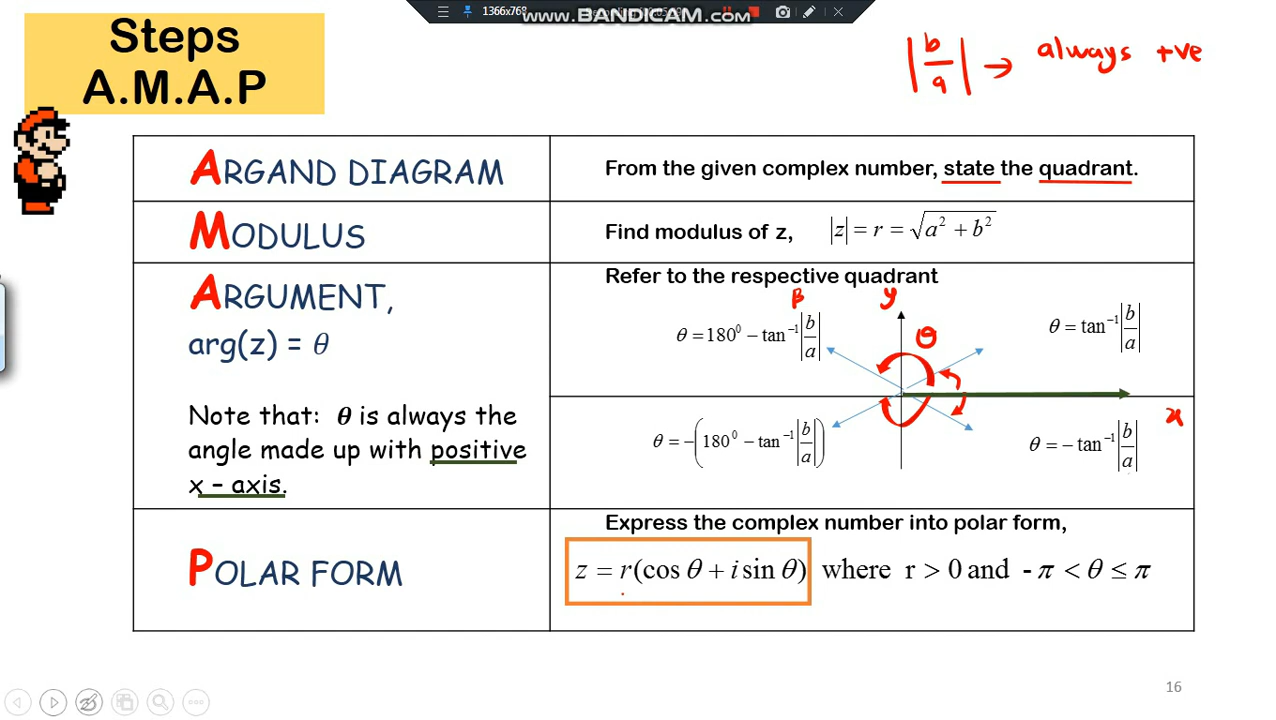 1366x768
www.BANDICAM.com
Steps
A.M.A.P
|b/a| → always +ve
ARGAND DIAGRAM
From the given complex number, state the quadrant.
MODULUS
Find modulus of z, |z| = r = √(a² + b²)
ARGUMENT,
arg(z) = θ
Note that: θ is always the
angle made up with positive
x – axis.
Refer to the respective quadrant
β
y
θ = 180⁰ − tan⁻¹|b/a|
θ
θ = tan⁻¹|b/a|
x
θ = −(180⁰ − tan⁻¹|b/a|)
θ = − tan⁻¹|b/a|
POLAR FORM
Express the complex number into polar form,
z = r(cos θ + i sin θ) where r > 0 and - π < θ ≤ π
16